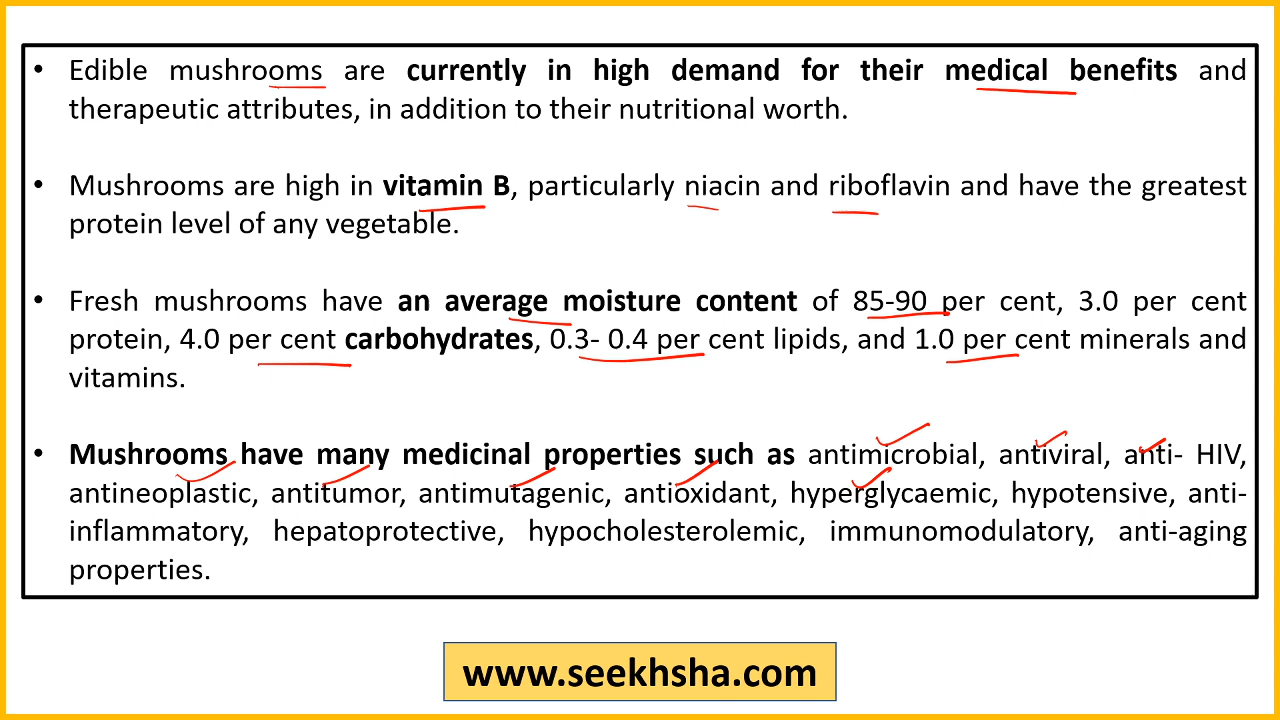 • Edible mushrooms are currently in high demand for their medical benefits and
therapeutic attributes, in addition to their nutritional worth.
• Mushrooms are high in vitamin B, particularly niacin and riboflavin and have the greatest
protein level of any vegetable.
• Fresh mushrooms have an average moisture content of 85-90 per cent, 3.0 per cent
protein, 4.0 per cent carbohydrates, 0.3- 0.4 per cent lipids, and 1.0 per cent minerals and
vitamins.
• Mushrooms have many medicinal properties such as antimicrobial, antiviral, anti- HIV,
antineoplastic, antitumor, antimutagenic, antioxidant, hyperglycaemic, hypotensive, anti-
inflammatory, hepatoprotective, hypocholesterolemic, immunomodulatory, anti-aging
properties.
www.seekhsha.com